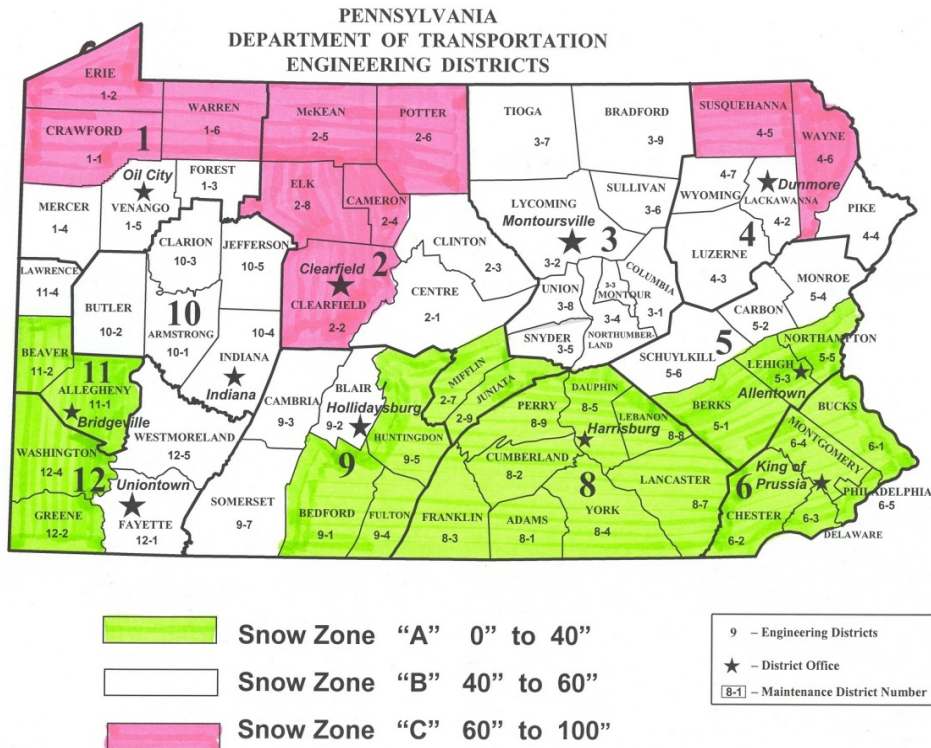 PENNSYLVANIA
DEPARTMENT OF TRANSPORTATION
ENGINEERING DISTRICTS
ERIE
1-2
CRAWFORD
1-1
1
WARREN
1-6
McKEAN
2-5
POTTER
2-6
TIOGA
3-7
BRADFORD
3-9
SUSQUEHANNA
4-5
WAYNE
4-6
Oil City
VENANGO
1-5
FOREST
1-3
MERCER
1-4
ELK
2-8
CAMERON
2-4
LYCOMING
Montoursville
3-2
3
SULLIVAN
3-6
4-7
WYOMING
Dunmore
LACKAWANNA
4-2
PIKE
4-4
CLARION
10-3
JEFFERSON
10-5
CLINTON
2-3
LUZERNE
4-3
4
LAWRENCE
11-4
BUTLER
10-2
10
ARMSTRONG
10-1
10-4
INDIANA
Indiana
Clearfield
CLEARFIELD
2-2
2
CENTRE
2-1
UNION
3-8
3-3
MONTOUR
3-4
COLUMBIA
3-1
NORTHUMBER-
LAND
SNYDER
3-5
MONROE
5-4
CARBON
5-2
5
SCHUYLKILL
5-6
NORTHAMPTON
5-5
LEHIGH
5-3
Allentown
BEAVER
11-2
11
ALLEGHENY
11-1
Bridgeville
WASHINGTON
12-4
12
GREENE
12-2
WESTMORELAND
12-5
Uniontown
FAYETTE
12-1
CAMBRIA
9-3
SOMERSET
9-7
BLAIR
Hollidaysburg
9-2
9
HUNTINGDON
9-5
BEDFORD
9-1
FULTON
9-4
MIFFLIN
2-7
JUNIATA
2-9
PERRY
8-9
DAUPHIN
8-5
Harrisburg
LEBANON
8-8
CUMBERLAND
8-2
8
FRANKLIN
8-3
ADAMS
8-1
YORK
8-4
LANCASTER
8-7
BERKS
5-1
BUCKS
6-1
MONTGOMERY
6-4
6
King of
Prussia
CHESTER
6-2
6-3
DELAWARE
PHILADELPHIA
6-5
Snow Zone “A” 0” to 40”
Snow Zone “B” 40” to 60”
Snow Zone “C” 60” to 100”
9 – Engineering Districts
– District Office
8-1 – Maintenance District Number